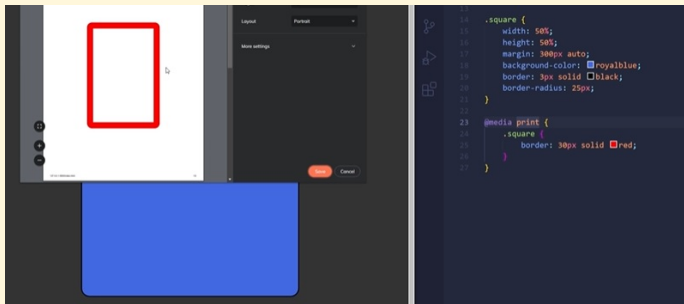 Layout
Portrait
More settings
Save
Cancel
13
14 .square {
15 width: 50%;
16 height: 50%;
17 margin: 300px auto;
18 background-color: royalblue;
19 border: 3px solid black;
20 border-radius: 25px;
21 }
22
23 @media print {
24 .square {
25 border: 30px solid red;
26 }
27 }